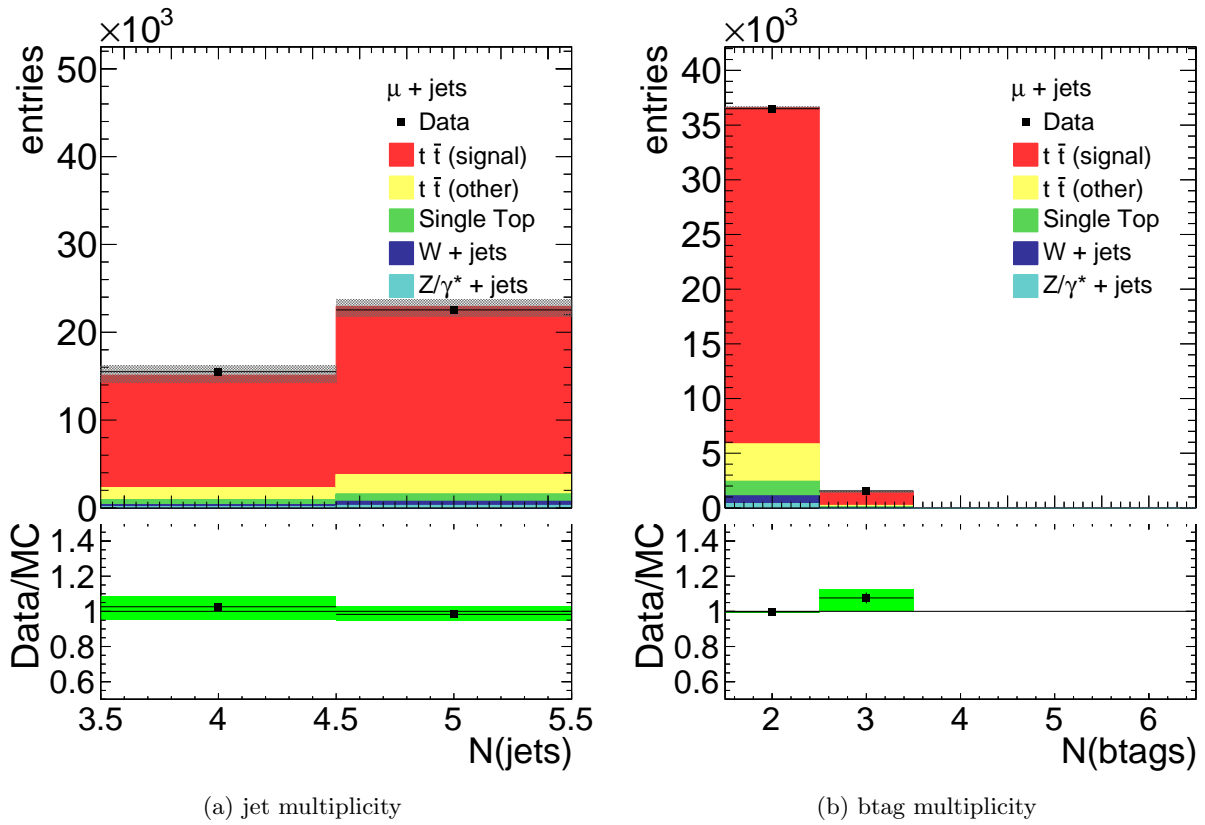 ×10³
entries
50
40
30
20
10
0
μ + jets
Data
t t̄ (signal)
t t̄ (other)
Single Top
W + jets
Z/γ* + jets
Data/MC
1.4
1.2
1
0.8
0.6
3.5 4 4.5 5 5.5
N(jets)
(a) jet multiplicity
×10³
entries
40
35
30
25
20
15
10
5
0
μ + jets
Data
t t̄ (signal)
t t̄ (other)
Single Top
W + jets
Z/γ* + jets
Data/MC
1.4
1.2
1
0.8
0.6
2 3 4 5 6
N(btags)
(b) btag multiplicity